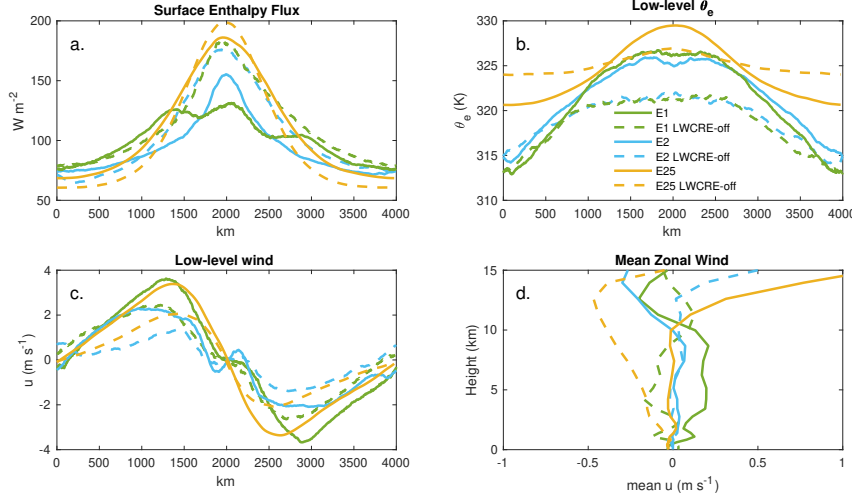 Surface Enthalpy Flux
a.
W m⁻²
200
150
100
50
0 500 1000 1500 2000 2500 3000 3500 4000
km
Low-level θe
b.
θe (K)
330
325
320
315
310
0 500 1000 1500 2000 2500 3000 3500 4000
km
E1
E1 LWCRE-off
E2
E2 LWCRE-off
E25
E25 LWCRE-off
Low-level wind
c.
u (m s⁻¹)
4
2
0
-2
-4
0 500 1000 1500 2000 2500 3000 3500 4000
km
Mean Zonal Wind
d.
Height (km)
15
10
5
0
-1 -0.5 0 0.5 1
mean u (m s⁻¹)